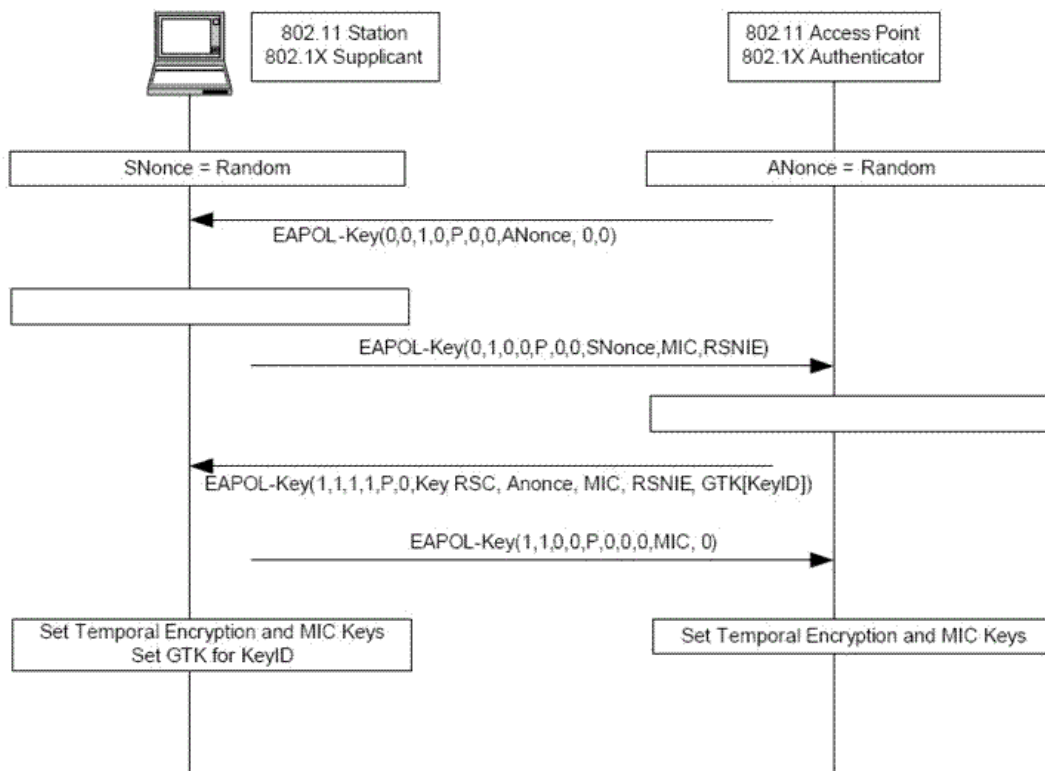 802.11 Station
802.1X Supplicant
802.11 Access Point
802.1X Authenticator
SNonce = Random
ANonce = Random
EAPOL-Key(0,0,1,0,P,0,0,ANonce, 0,0)
EAPOL-Key(0,1,0,0,P,0,0,SNonce,MIC,RSNIE)
EAPOL-Key(1,1,1,1,P,0,Key RSC, Anonce, MIC, RSNIE, GTK[KeyID])
EAPOL-Key(1,1,0,0,P,0,0,0,MIC, 0)
Set Temporal Encryption and MIC Keys
Set GTK for KeyID
Set Temporal Encryption and MIC Keys